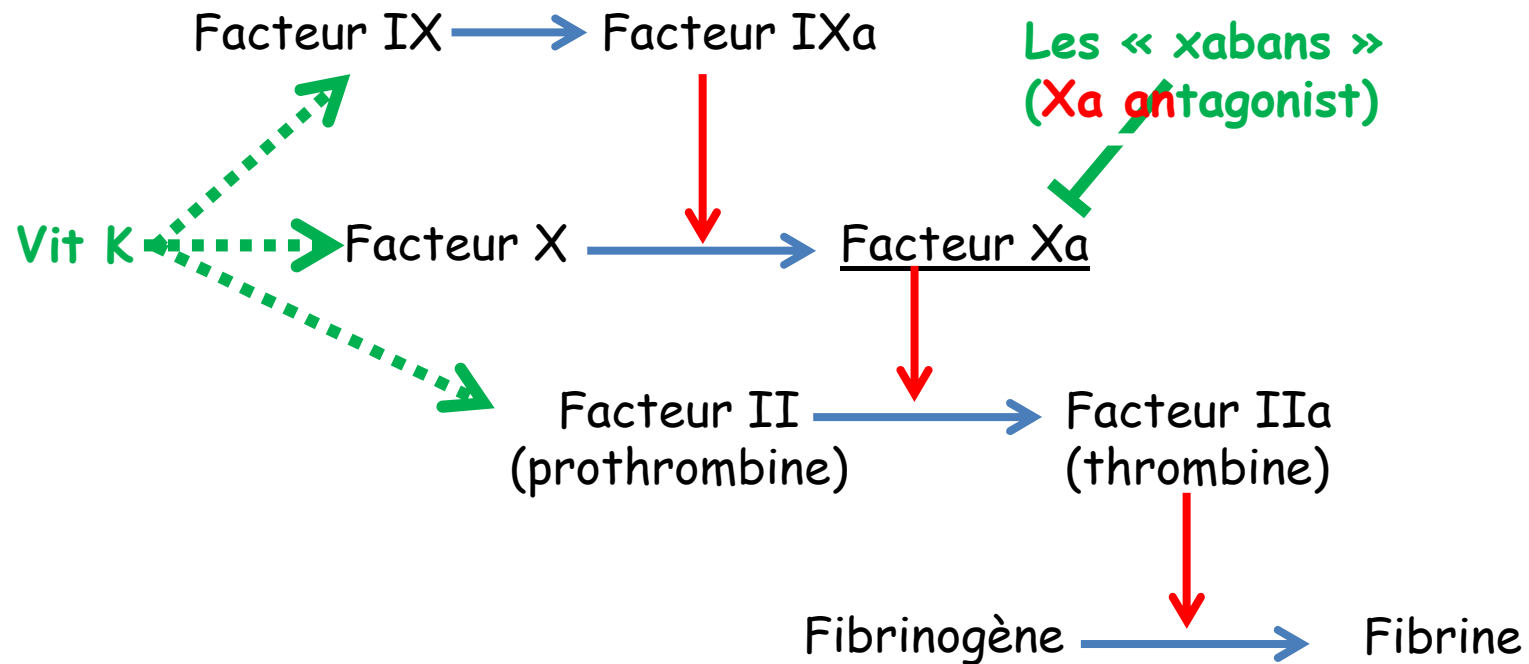 Facteur IX
Facteur IXa
Les « xabans »
(Xa antagonist)
Vit K
Facteur X
Facteur Xa
Facteur II
(prothrombine)
Facteur IIa
(thrombine)
Fibrinogène
Fibrine